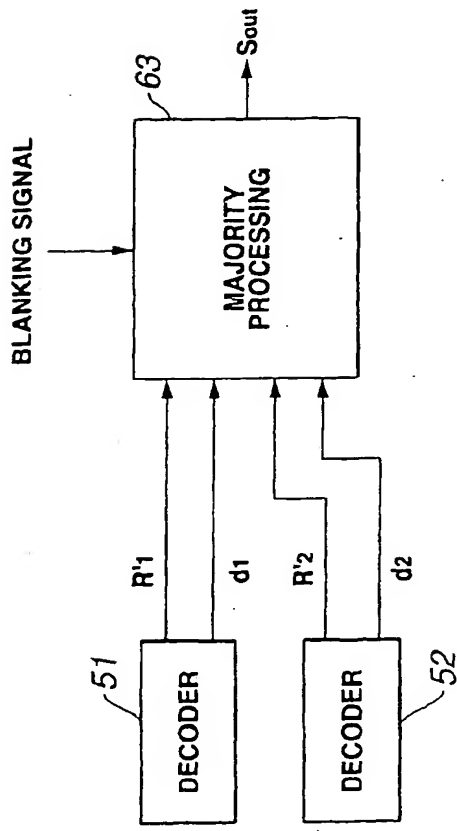 BLANKING SIGNAL
63
MAJORITY
PROCESSING
Sout
51
DECODER
R'1
d1
R'2
d2
DECODER
52